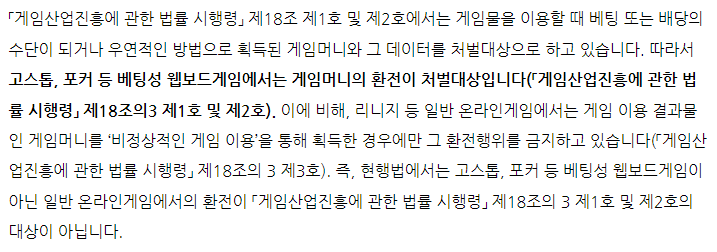 「게임산업진흥에 관한 법률 시행령」 제18조 제1호 및 제2호에서는 게임물을 이용할 때 베팅 또는 배당의
수단이 되거나 우연적인 방법으로 획득된 게임머니와 그 데이터를 처벌대상으로 하고 있습니다. 따라서
고스톱, 포커 등 베팅성 웹보드게임에서는 게임머니의 환전이 처벌대상입니다(「게임산업진흥에 관한 법
률 시행령」 제18조의3 제1호 및 제2호). 이에 비해, 리니지 등 일반 온라인게임에서는 게임 이용 결과물
인 게임머니를 ‘비정상적인 게임 이용’을 통해 획득한 경우에만 그 환전행위를 금지하고 있습니다(「게임산
업진흥에 관한 법률 시행령」 제18조의 3 제3호). 즉, 현행법에서는 고스톱, 포커 등 베팅성 웹보드게임이
아닌 일반 온라인게임에서의 환전이 「게임산업진흥에 관한 법률 시행령」 제18조의 3 제1호 및 제2호의
대상이 아닙니다.